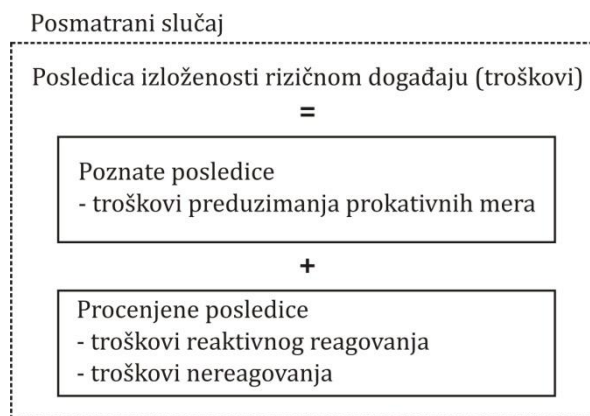 Posmatrani slučaj
Posledica izloženosti rizičnom događaju (troškovi)
=
Poznate posledice
- troškovi preduzimanja prokativnih mera
+
Procenjene posledice
- troškovi reaktivnog reagovanja
- troškovi nereagovanja